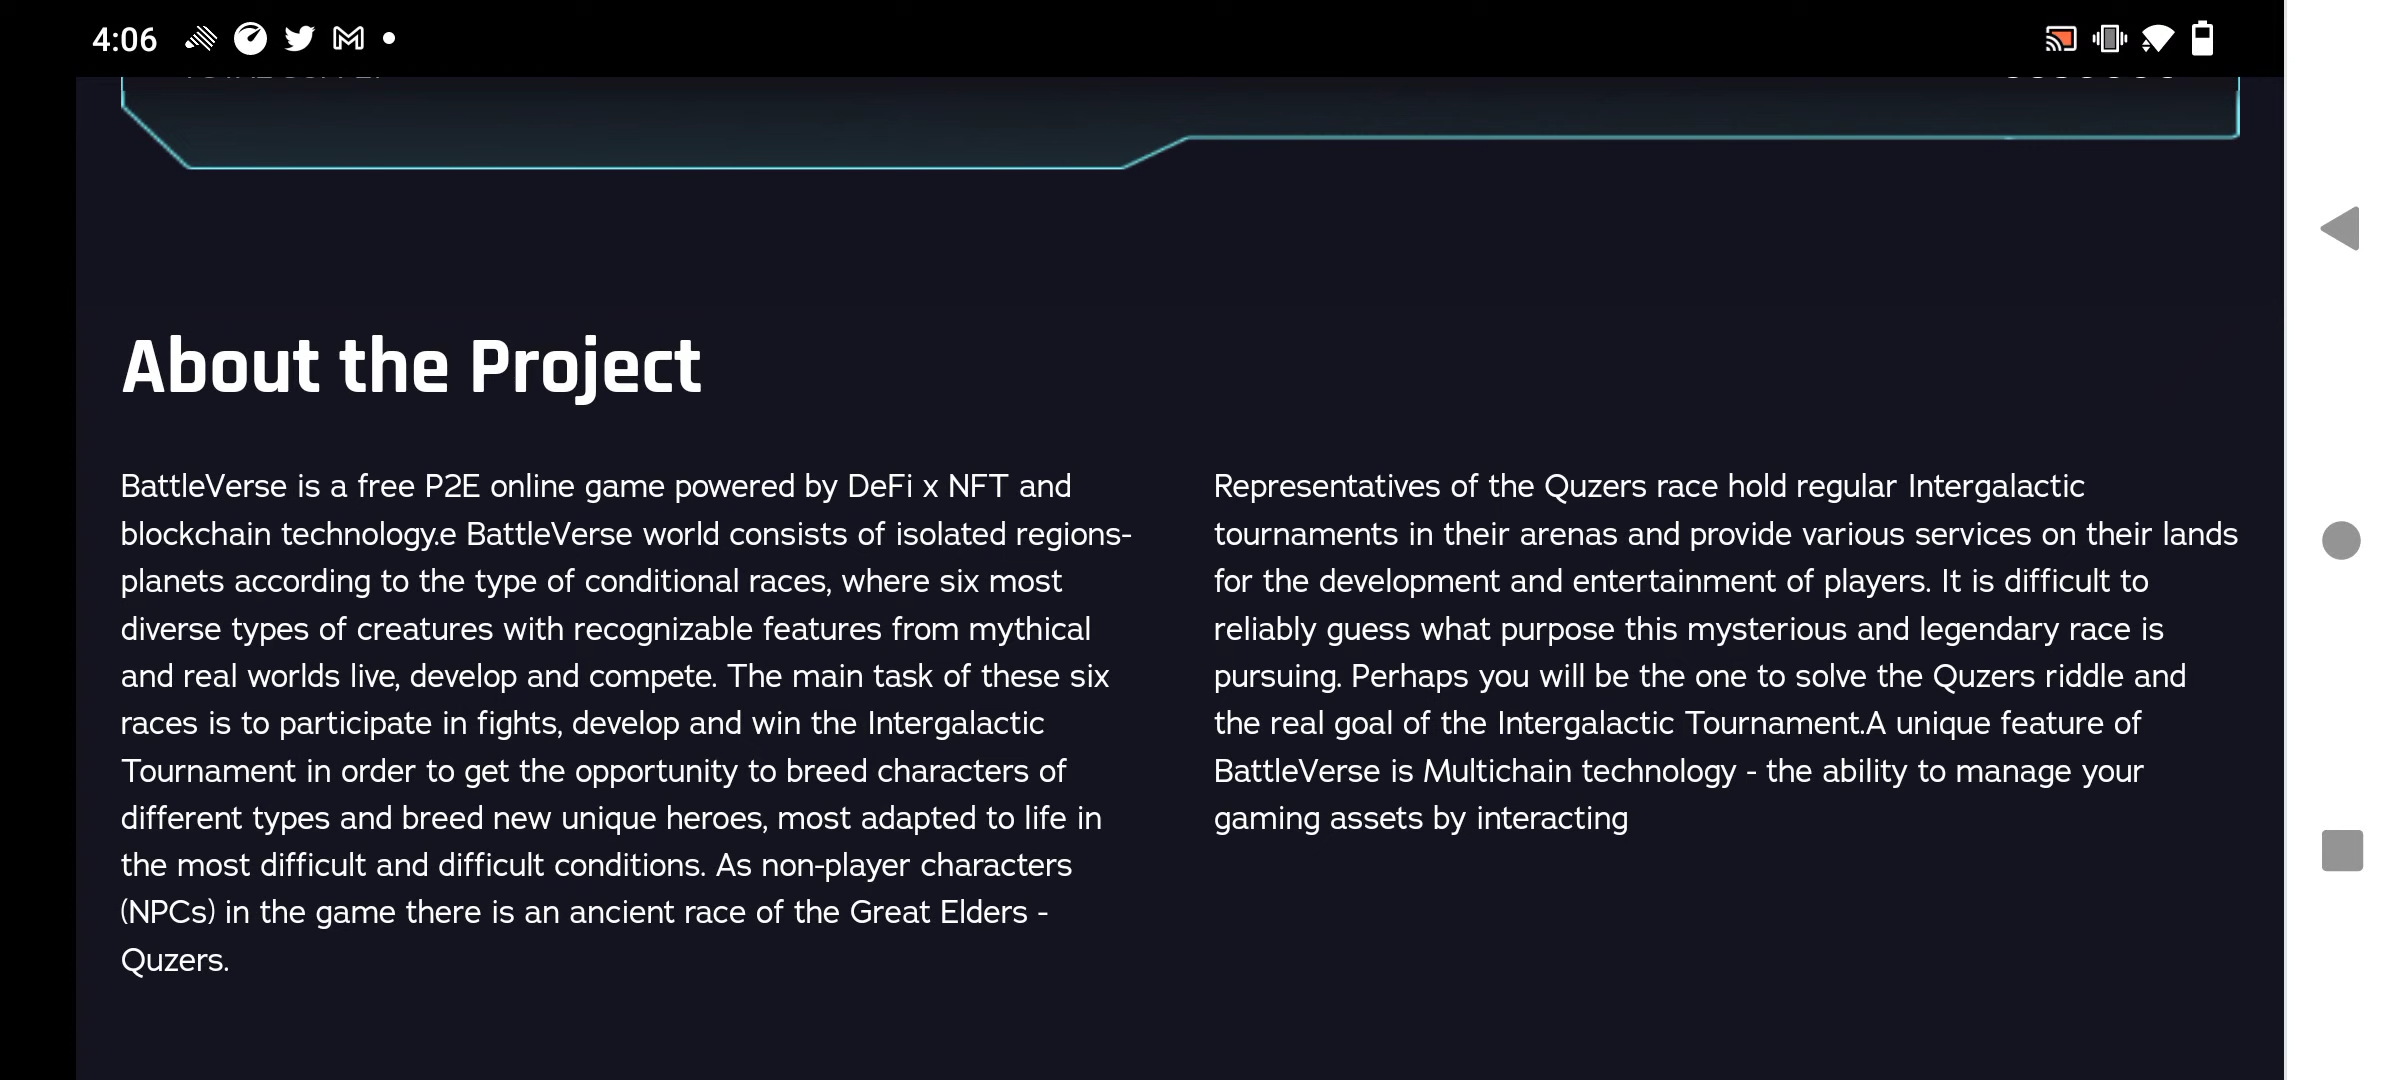 4:06
About the Project
BattleVerse is a free P2E online game powered by DeFi x NFT and
blockchain technology.e BattleVerse world consists of isolated regions-
planets according to the type of conditional races, where six most
diverse types of creatures with recognizable features from mythical
and real worlds live, develop and compete. The main task of these six
races is to participate in fights, develop and win the Intergalactic
Tournament in order to get the opportunity to breed characters of
different types and breed new unique heroes, most adapted to life in
the most difficult and difficult conditions. As non-player characters
(NPCs) in the game there is an ancient race of the Great Elders -
Quzers.
Representatives of the Quzers race hold regular Intergalactic
tournaments in their arenas and provide various services on their lands
for the development and entertainment of players. It is difficult to
reliably guess what purpose this mysterious and legendary race is
pursuing. Perhaps you will be the one to solve the Quzers riddle and
the real goal of the Intergalactic Tournament.A unique feature of
BattleVerse is Multichain technology - the ability to manage your
gaming assets by interacting